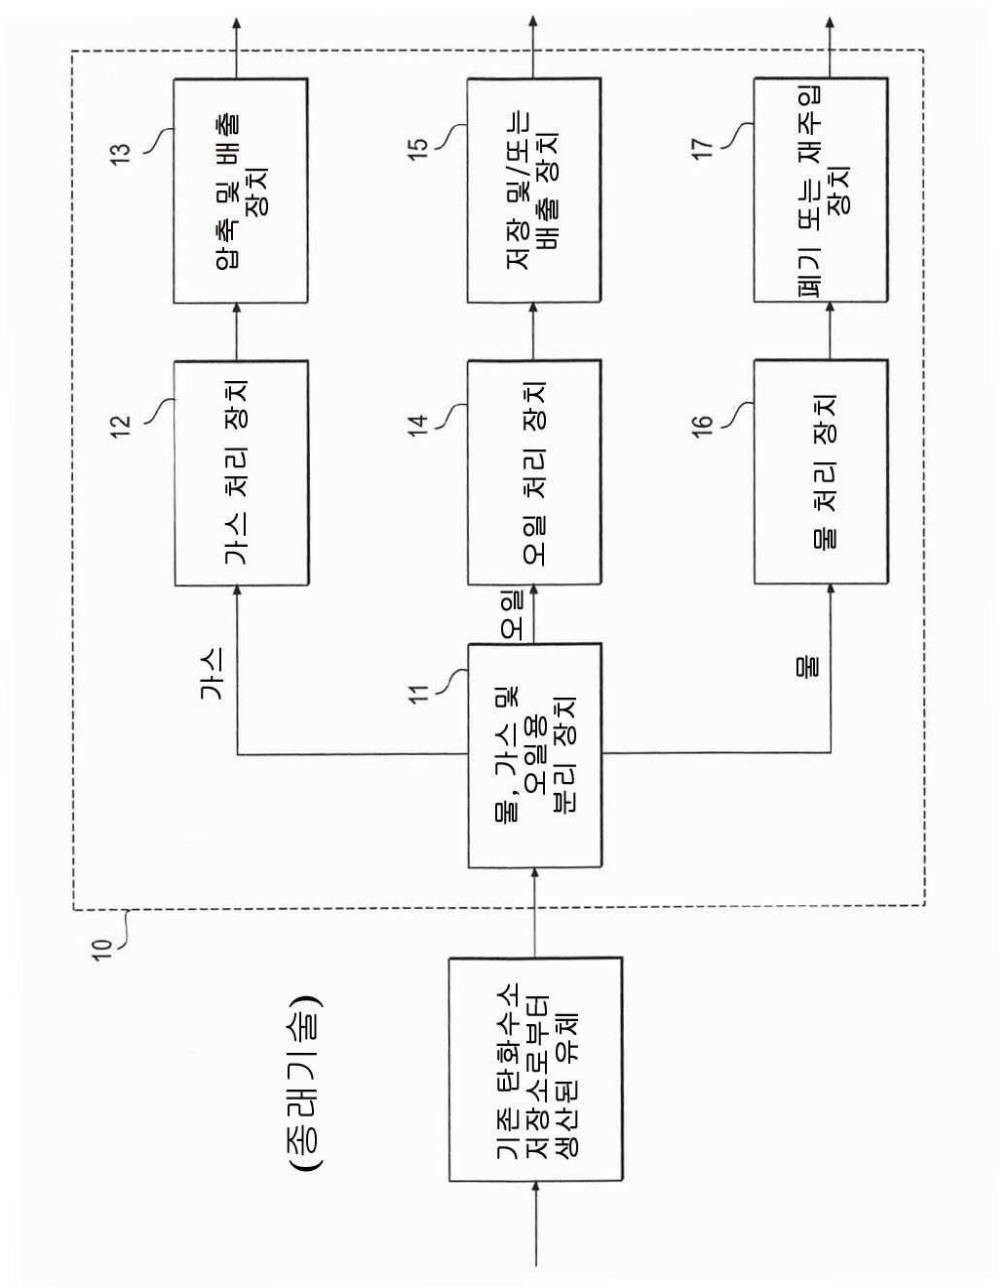 (종래기술)
기존 탄화수소
저장소로부터
생산된 유체
10
물, 가스 및
오일용
분리 장치
11
가스
오일
물
가스 처리 장치
12
압축 및 배출
장치
13
오일 처리 장치
14
저장 및/또는
배출 장치
15
물 처리 장치
16
폐기 또는 재주입
장치
17